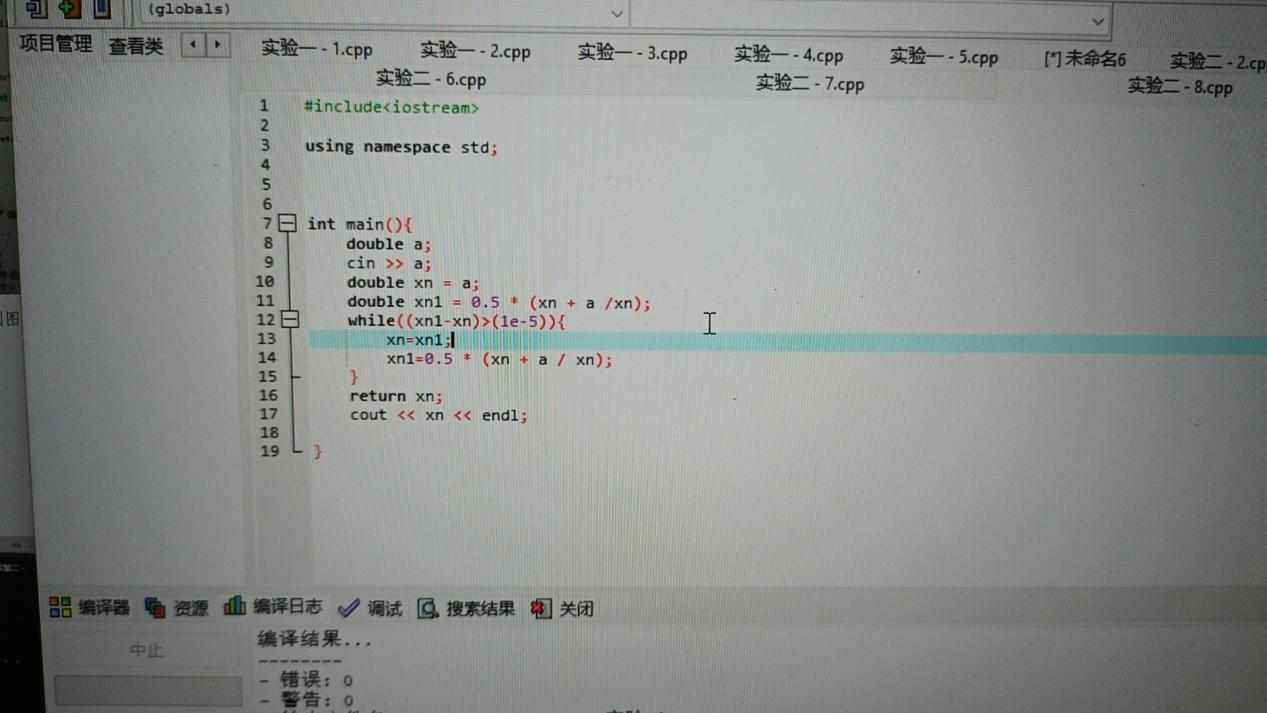 (globals)
项目管理 查看类
实验一 - 1.cpp 实验一 - 2.cpp 实验一 - 3.cpp 实验一 - 4.cpp 实验一 - 5.cpp [*] 未命名6 实验二 - 2.cp
实验二 - 6.cpp 实验二 - 7.cpp 实验二 - 8.cpp
1 #include<iostream>
2
3 using namespace std;
4
5
6
7 int main(){
8 double a;
9 cin >> a;
10 double xn = a;
11 double xn1 = 0.5 * (xn + a /xn);
12 while((xn1-xn)>(1e-5)){
13 xn=xn1;
14 xn1=0.5 * (xn + a / xn);
15 }
16 return xn;
17 cout << xn << endl;
18
19 }
编译器 资源 编译日志 调试 搜索结果 关闭
中止
编译结果...
--------
- 错误: 0
- 警告: 0